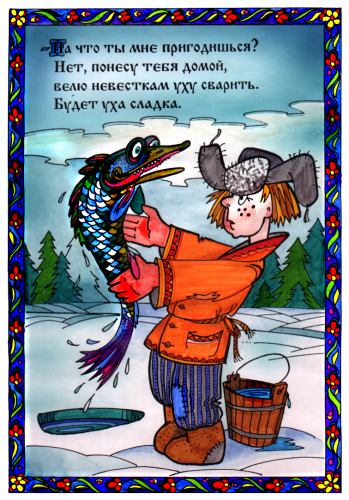 —На что ты мне пригодишься?
Нет, понесу тебя домой,
велю невесткам уху сварить.
Будет уха сладка.